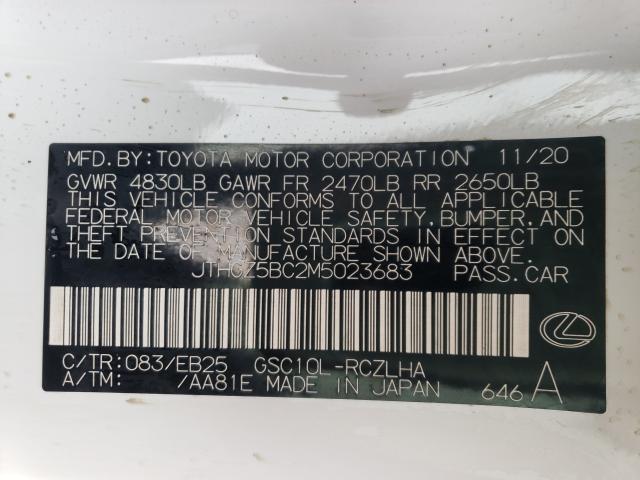 MFD.BY:TOYOTA MOTOR CORPORATION 11/20
GVWR 4830LB GAWR FR 2470LB RR 2650LB
THIS VEHICLE CONFORMS TO ALL APPLICABLE
FEDERAL MOTOR VEHICLE SAFETY,BUMPER,AND
THEFT PREVENTION STANDARDS IN EFFECT ON
THE DATE OF MANUFACTURE SHOWN ABOVE.
JTHGZ5BC2M5023683 PASS.CAR
C/TR:083/EB25 GSC10L-RCZLHA
A/TM: /AA81E MADE IN JAPAN 646 A